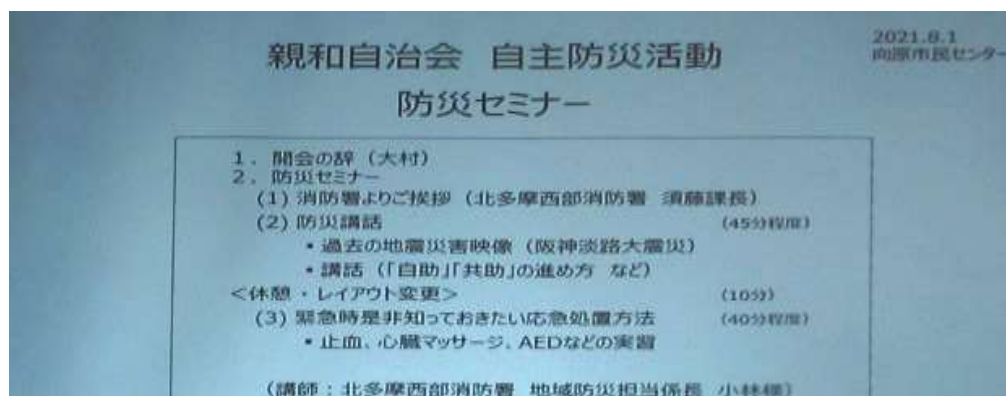 2021.8.1
向原市民センター
親和自治会 自主防災活動
防災セミナー
1. 開会の辞（大村）
2. 防災セミナー
(1) 消防署よりご挨拶（北多摩西部消防署 須藤課長）
(2) 防災講話 (45分程度)
・過去の地震災害映像（阪神淡路大震災）
・講話（「自助」「共助」の進め方 など）
<休憩・レイアウト変更> (10分)
(3) 緊急時是非知っておきたい応急処置方法 (40分程度)
・止血、心臓マッサージ、AEDなどの実習
（講師：北多摩西部消防署 地域防災担当係長 小林様）